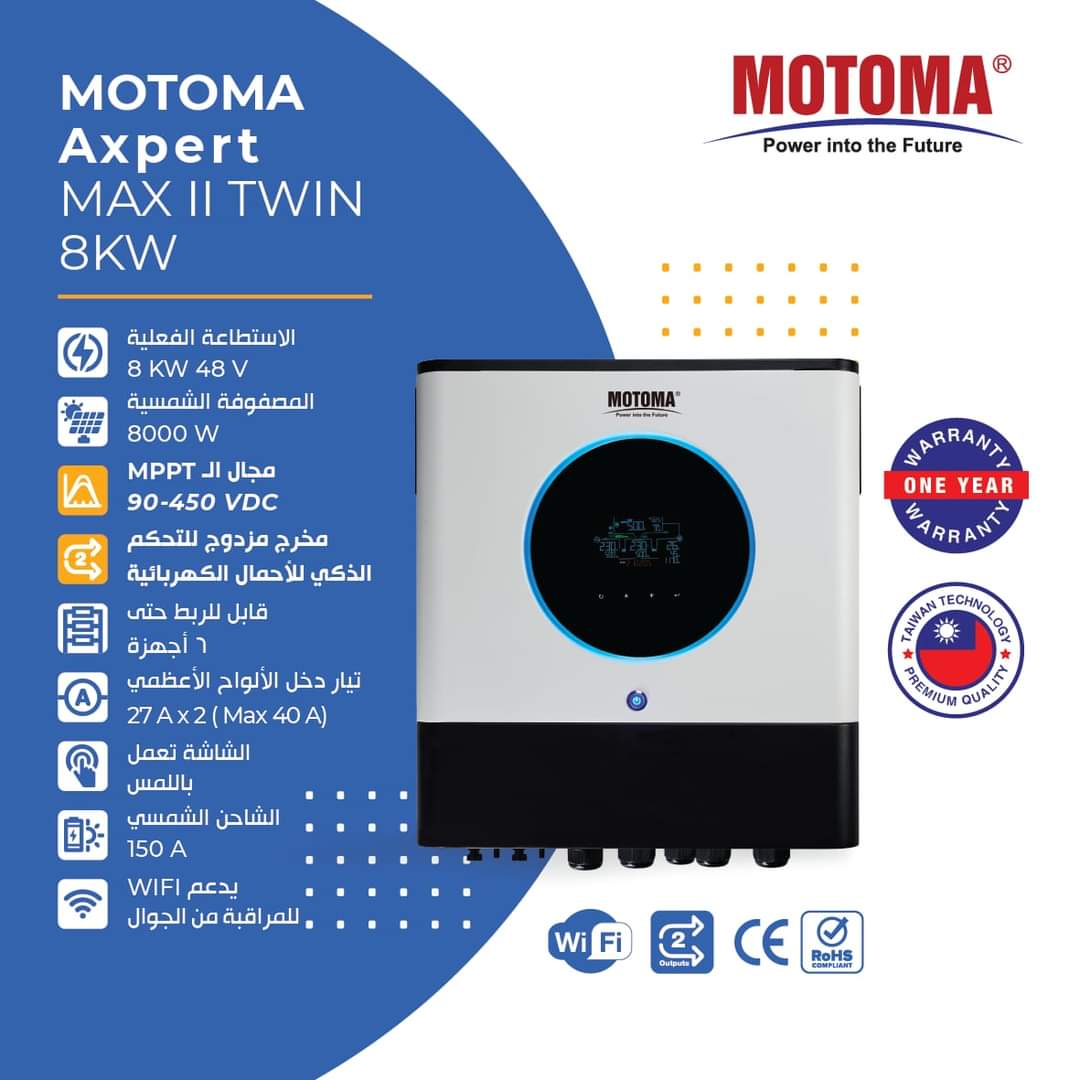 MOTOMA
Axpert
MAX II TWIN
8KW
الاستطاعة الفعلية
8 KW 48 V
المصفوفة الشمسية
8000 W
مجال الـ MPPT
90-450 VDC
مخرج مزدوج للتحكم
الذكي للأحمال الكهربائية
2
قابل للربط حتى
٦ أجهزة
تيار دخل الألواح الأعظمي
27 A x 2 ( Max 40 A)
A
الشاشة تعمل
باللمس
الشاحن الشمسي
150 A
يدعم WIFI
للمراقبة من الجوال
MOTOMA®
Power into the Future
MOTOMA®
Power into the Future
WARRANTY
ONE YEAR
WARRANTY
TAIWAN TECHNOLOGY
PREMIUM QUALITY
Wi Fi
2
Outputs
CE
RoHS
COMPLIANT